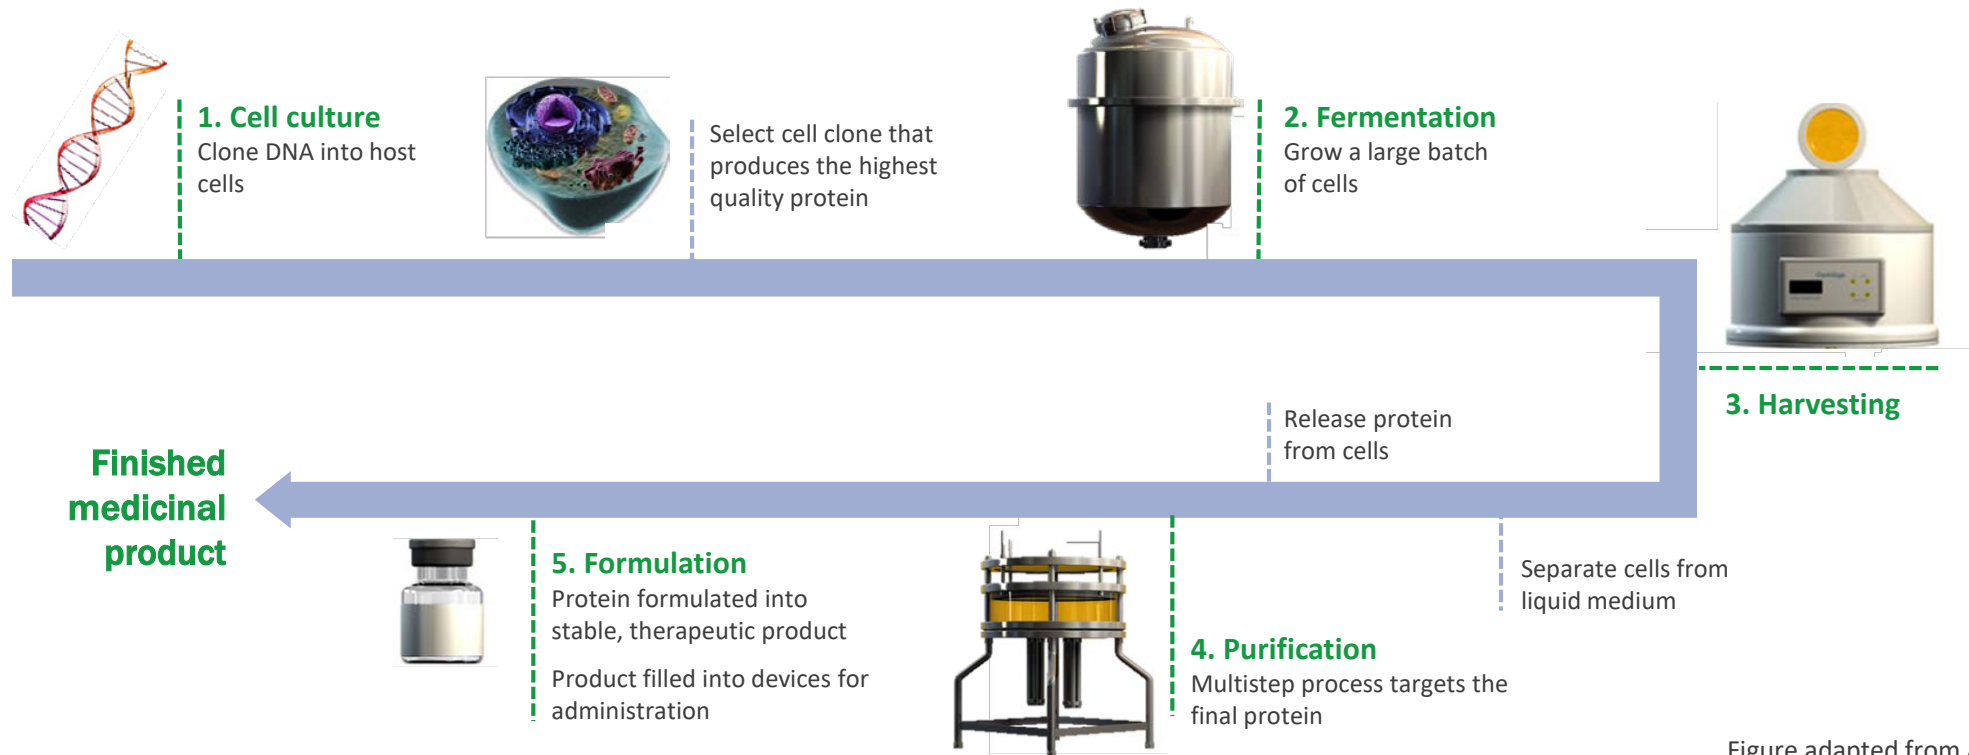 1. Cell culture
Clone DNA into host
cells
Select cell clone that
produces the highest
quality protein
2. Fermentation
Grow a large batch
of cells
Centrifuge
3. Harvesting
Separate cells from
liquid medium
Release protein
from cells
4. Purification
Multistep process targets the
final protein
5. Formulation
Protein formulated into
stable, therapeutic product
Product filled into devices for
administration
Finished
medicinal
product
Figure adapted from